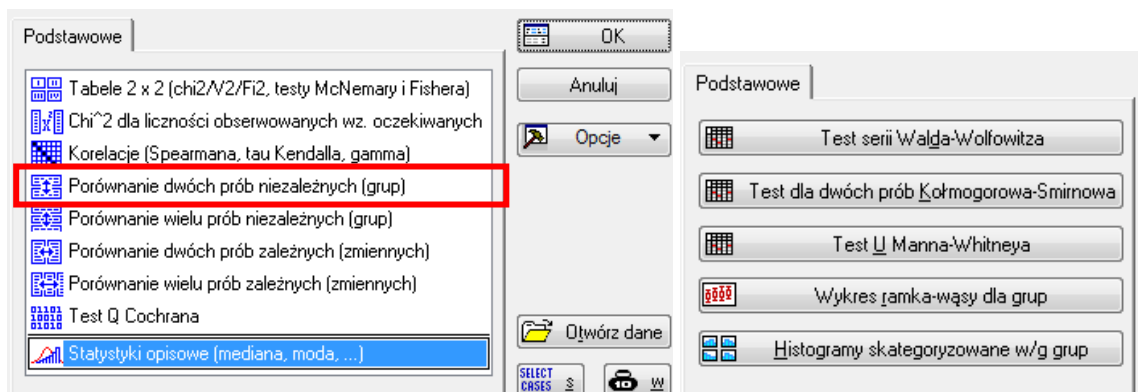 Podstawowe
Tabele 2 x 2 (chi2/V2/Fi2, testy McNemary i Fishera)
Chi^2 dla liczności obserwowanych wz. oczekiwanych
Korelacje (Spearmana, tau Kendalla, gamma)
Porównanie dwóch prób niezależnych (grup)
Porównanie wielu prób niezależnych (grup)
Porównanie dwóch prób zależnych (zmiennych)
Porównanie wielu prób zależnych (zmiennych)
Test Q Cochrana
Statystyki opisowe (mediana, moda, ...)
OK
Anuluj
Opcje
Otwórz dane
SELECT CASES S
W
Podstawowe
Test serii Walda-Wolfowitza
Test dla dwóch prób Kołmogorowa-Smirnowa
Test U Manna-Whitneya
Wykres ramka-wąsy dla grup
Histogramy skategoryzowane w/g grup